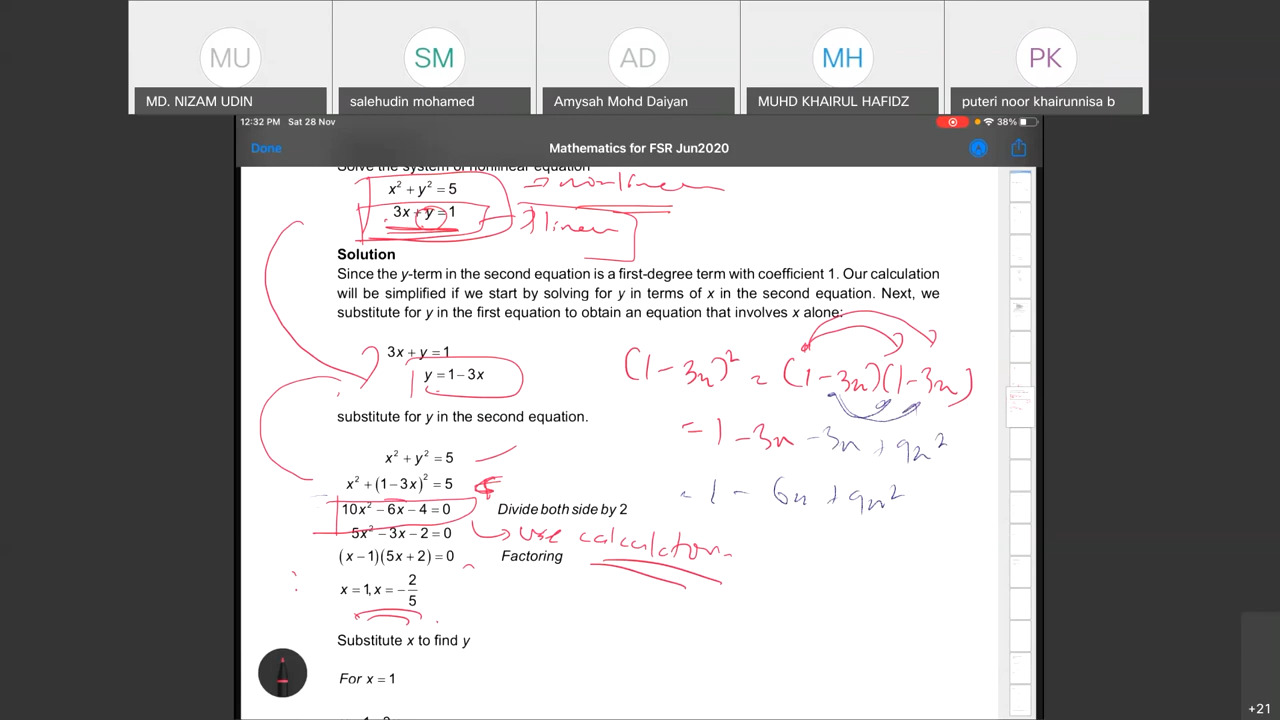 MU
SM
AD
MH
PK
MD. NIZAM UDIN
salehudin mohamed
Amysah Mohd Daiyan
MUHD KHAIRUL HAFIDZ
puteri noor khairunnisa b
12:32 PM Sat 28 Nov
38%
Done
Mathematics for FSR Jun2020
Solve the system of nonlinear equation
x² + y² = 5
→ nonlinear
3x + y = 1
linear
Solution
Since the y-term in the second equation is a first-degree term with coefficient 1. Our calculation
will be simplified if we start by solving for y in terms of x in the second equation. Next, we
substitute for y in the first equation to obtain an equation that involves x alone:
3x + y = 1
y = 1 − 3x
(1 − 3x)² = (1 − 3x)(1 − 3x)
substitute for y in the second equation.
= 1 − 3x − 3x + 9x²
x² + y² = 5
x² + (1 − 3x)² = 5
= 1 − 6x + 9x²
10x² − 6x − 4 = 0 Divide both side by 2
5x² − 3x − 2 = 0
→ use calculator
(x − 1)(5x + 2) = 0 Factoring
x = 1, x = −2/5
Substitute x to find y
For x = 1
+21